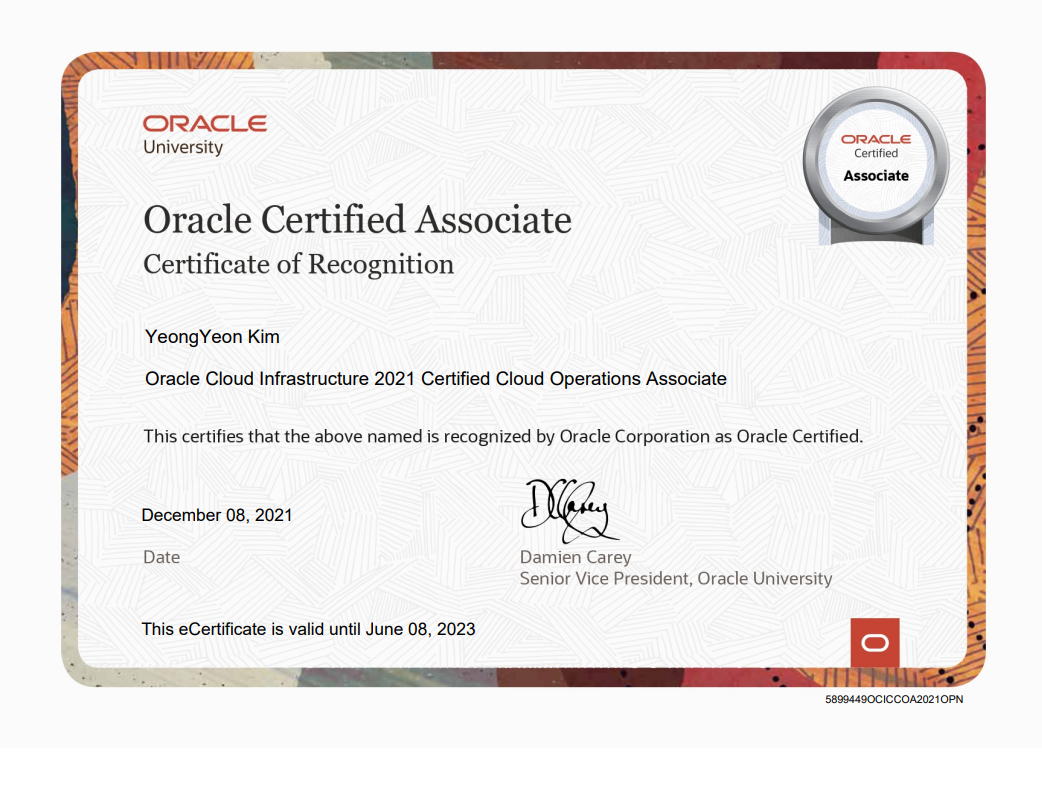 ORACLE
University
ORACLE
Certified
Associate
Oracle Certified Associate
Certificate of Recognition
YeongYeon Kim
Oracle Cloud Infrastructure 2021 Certified Cloud Operations Associate
This certifies that the above named is recognized by Oracle Corporation as Oracle Certified.
December 08, 2021
Date
DCarey
Damien Carey
Senior Vice President, Oracle University
This eCertificate is valid until June 08, 2023
5899449OCICCOA2021OPN